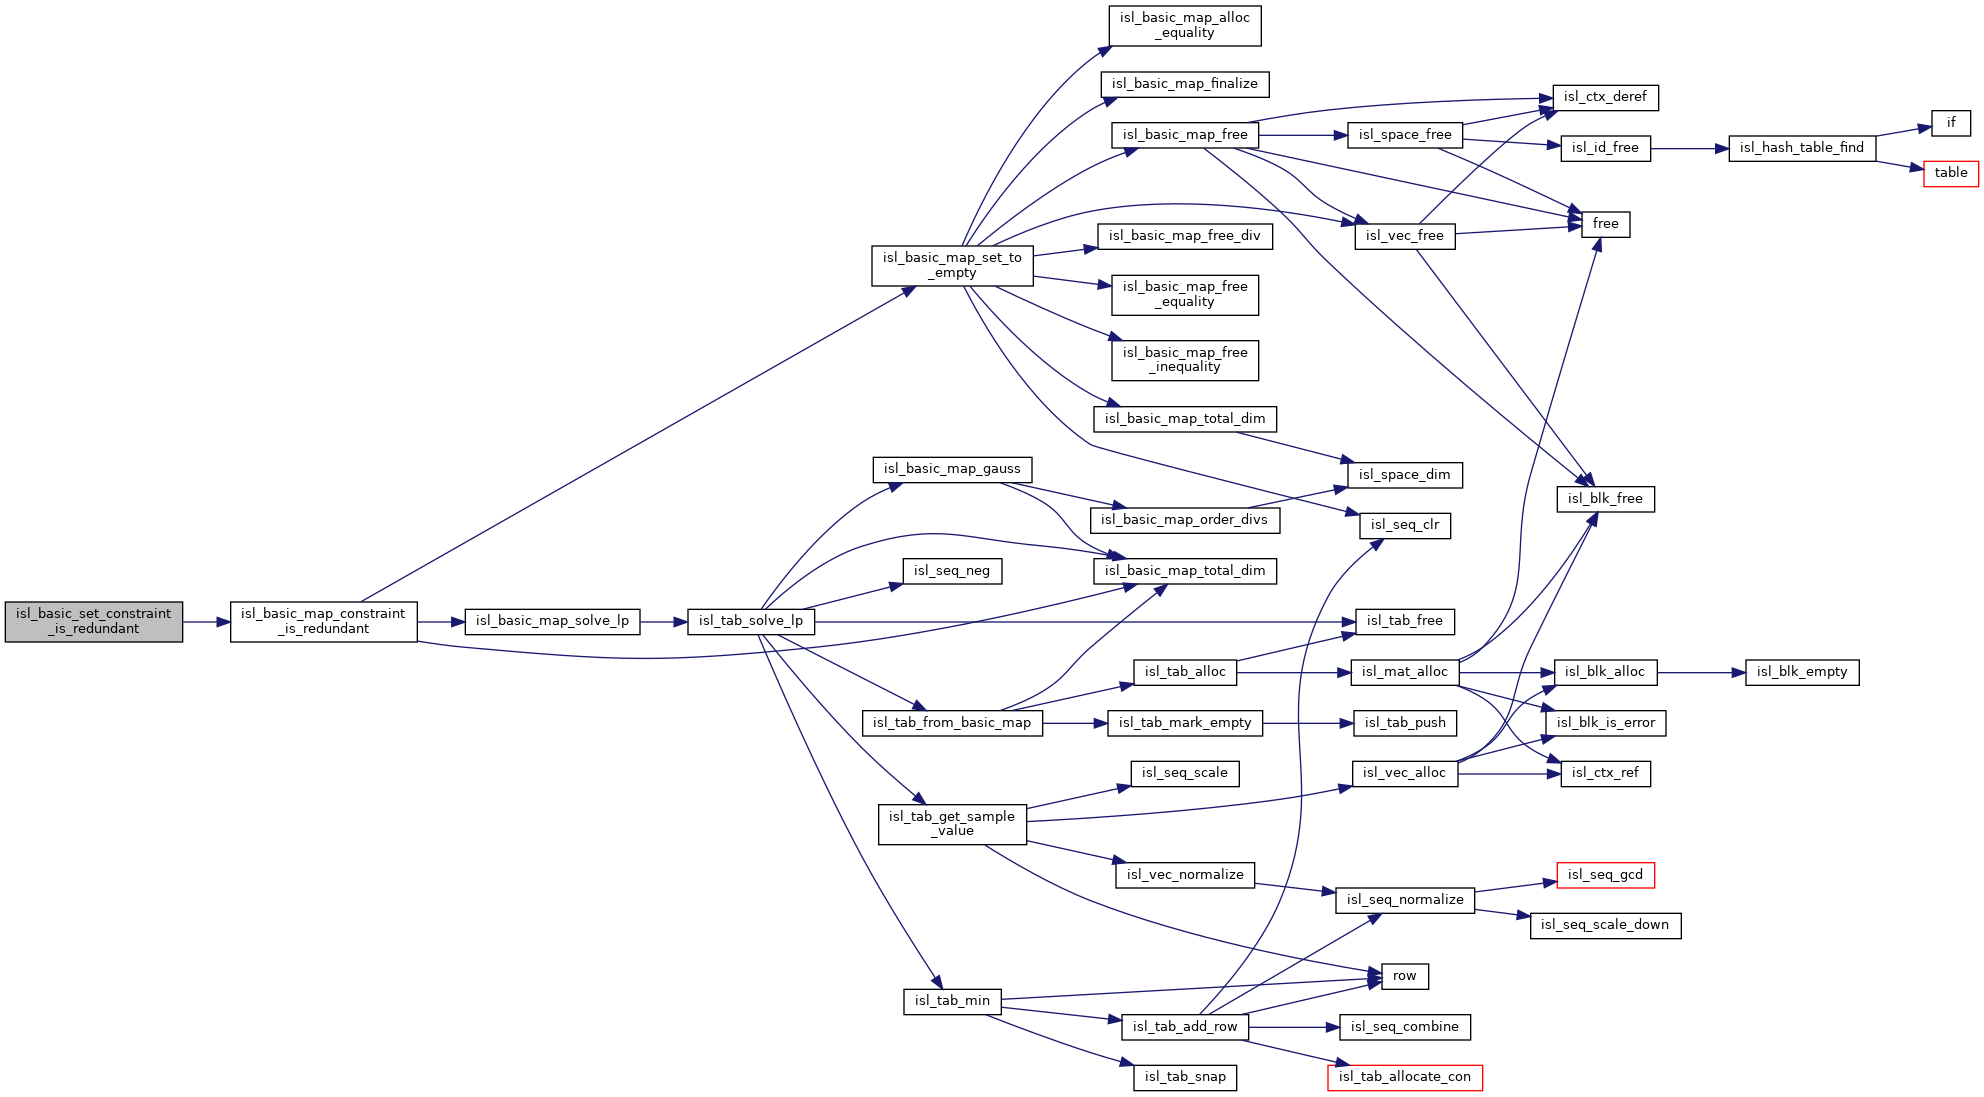 isl_basic_set_constraint
_is_redundant
isl_basic_map_constraint
_is_redundant
isl_basic_map_solve_lp
isl_tab_solve_lp
isl_basic_map_set_to
_empty
isl_basic_map_gauss
isl_seq_neg
isl_tab_from_basic_map
isl_tab_get_sample
_value
isl_tab_min
isl_basic_map_alloc
_equality
isl_basic_map_finalize
isl_basic_map_free
isl_basic_map_free_div
isl_basic_map_free
_equality
isl_basic_map_free
_inequality
isl_basic_map_total_dim
isl_basic_map_order_divs
isl_basic_map_total_dim
isl_tab_alloc
isl_tab_mark_empty
isl_seq_scale
isl_vec_normalize
isl_tab_add_row
isl_tab_snap
isl_space_free
isl_vec_free
isl_space_dim
isl_seq_clr
isl_tab_free
isl_mat_alloc
isl_tab_push
isl_vec_alloc
isl_seq_normalize
row
isl_seq_combine
isl_tab_allocate_con
isl_ctx_deref
isl_id_free
free
isl_blk_free
isl_blk_alloc
isl_blk_is_error
isl_ctx_ref
isl_seq_gcd
isl_seq_scale_down
isl_hash_table_find
isl_blk_empty
if
table